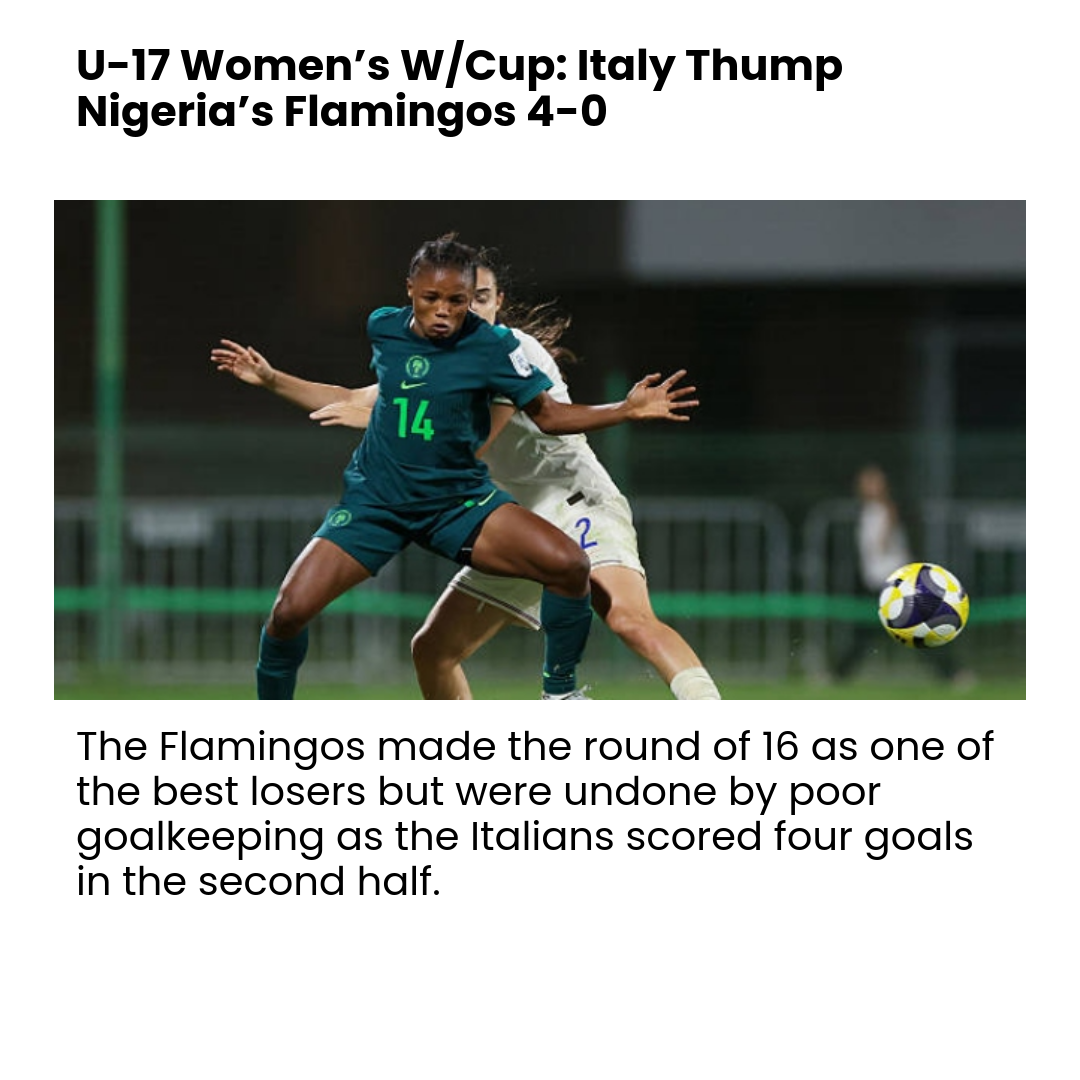 U-17 Women’s W/Cup: Italy Thump
Nigeria’s Flamingos 4-0
14
2
The Flamingos made the round of 16 as one of
the best losers but were undone by poor
goalkeeping as the Italians scored four goals
in the second half.